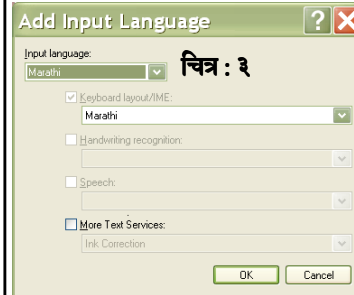 Add Input Language
Input language:
Marathi
चित्र : ३
Keyboard layout/IME:
Marathi
Handwriting recognition:
Speech:
More Text Services:
Ink Correction
OK Cancel